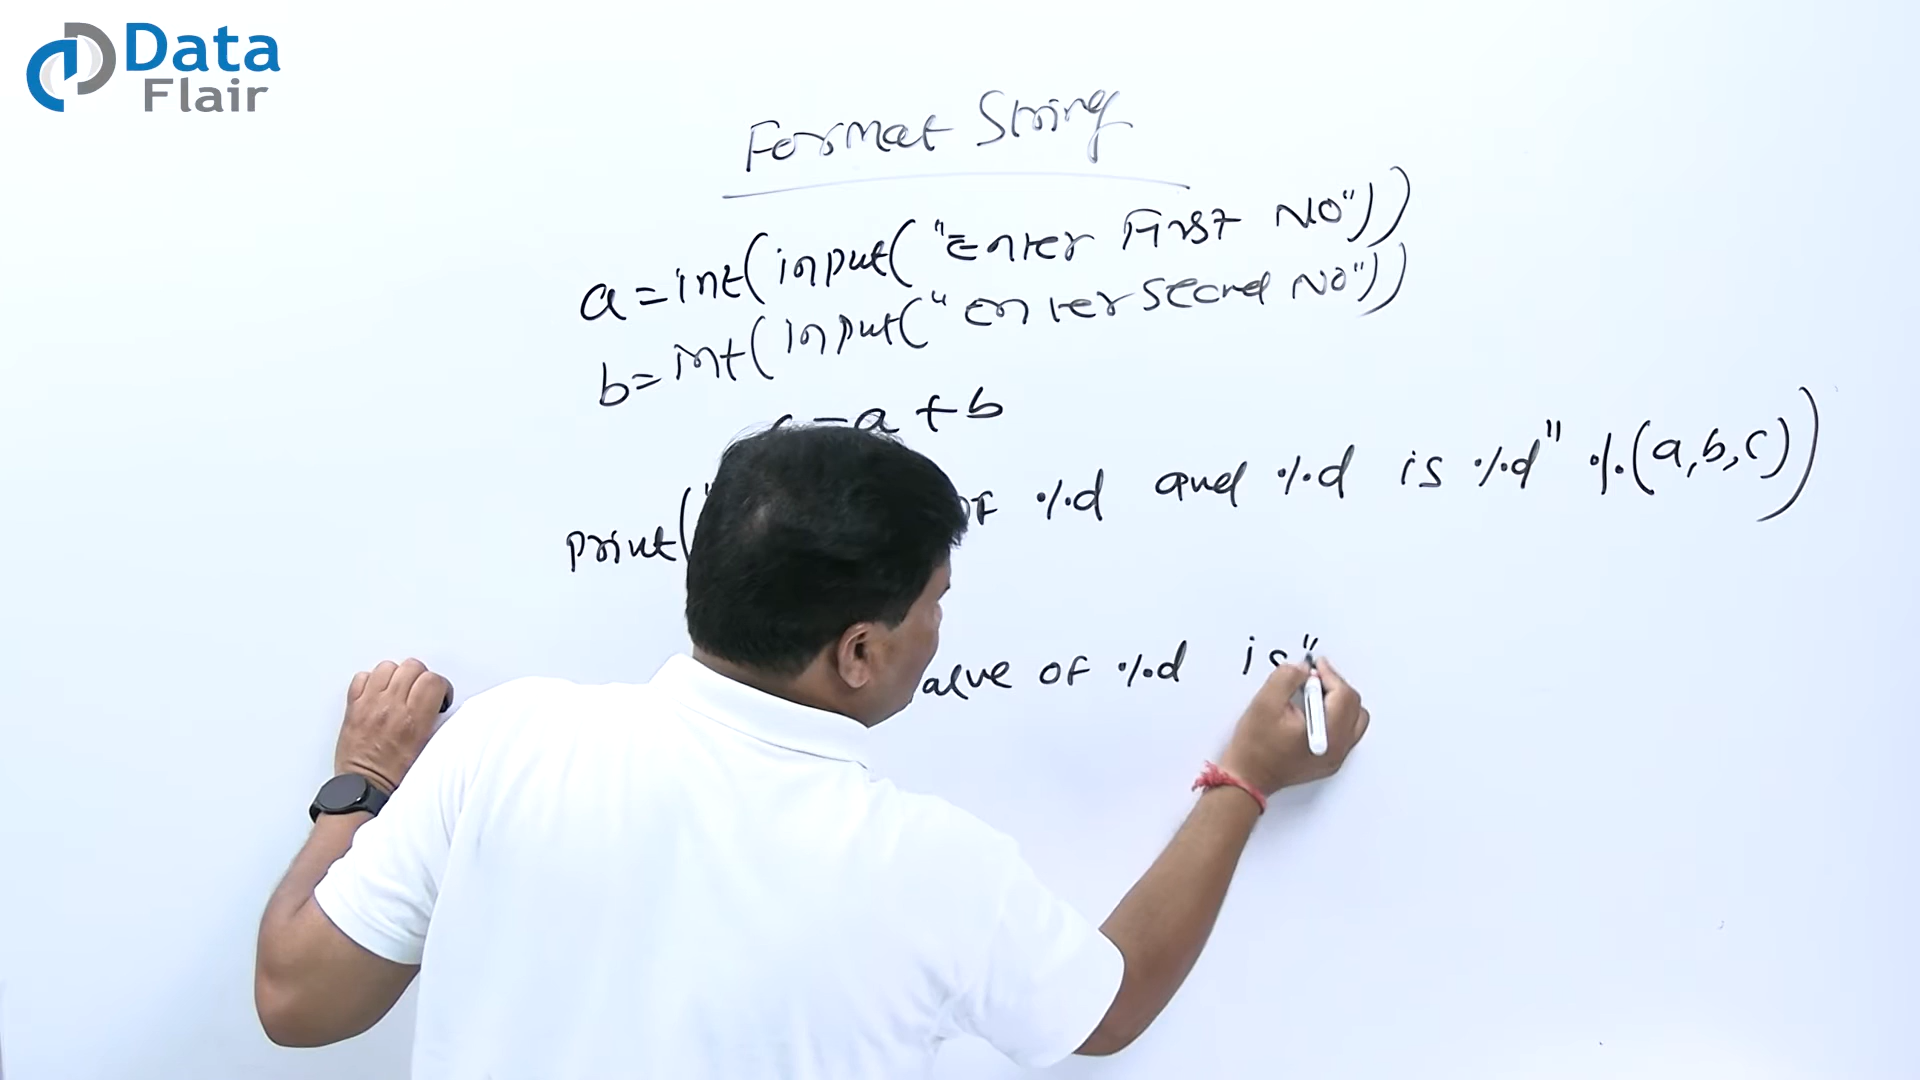 Data
Flair
Format String
a=int(input("Enter First No"))
b=int(input("Enter Second No"))
=a+b
print(" of %d and %d is %d" %(a,b,c))
alue of %d is"